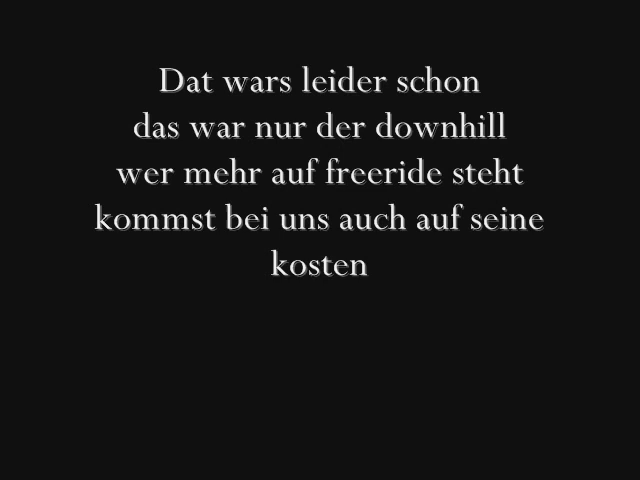 Dat wars leider schon
das war nur der downhill
wer mehr auf freeride steht
kommst bei uns auch auf seine
kosten